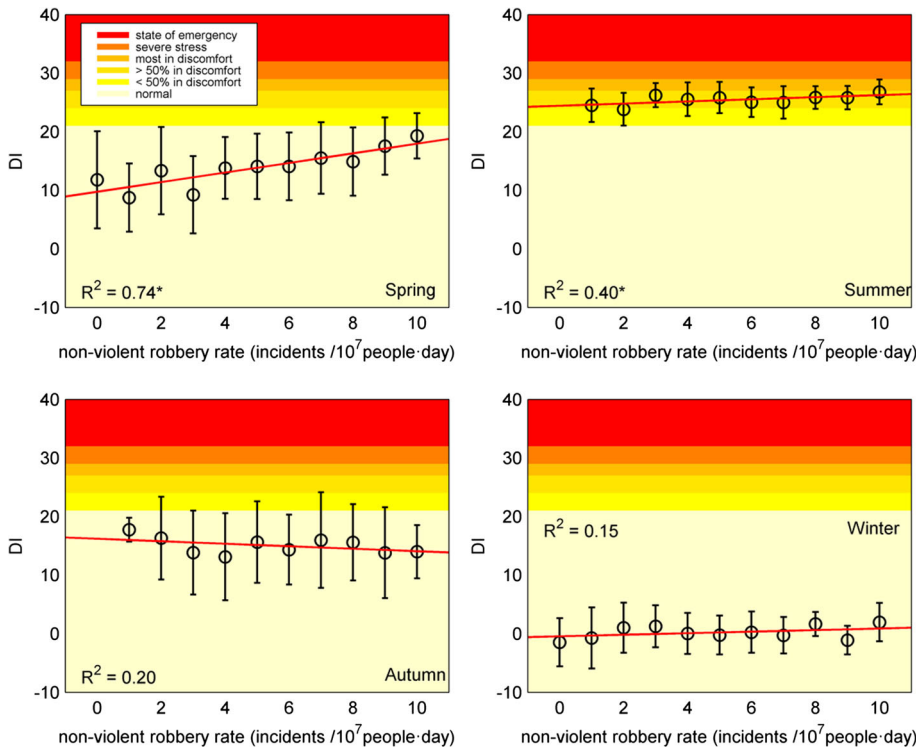 state of emergency
severe stress
most in discomfort
> 50% in discomfort
< 50% in discomfort
normal
40
30
20
10
0
-10
DI
R² = 0.74*
Spring
0 2 4 6 8 10
non-violent robbery rate (incidents /10⁷people·day)
40
30
20
10
0
-10
DI
R² = 0.40*
Summer
0 2 4 6 8 10
non-violent robbery rate (incidents /10⁷people·day)
40
30
20
10
0
-10
DI
R² = 0.20
Autumn
0 2 4 6 8 10
non-violent robbery rate (incidents /10⁷people·day)
40
30
20
10
0
-10
DI
R² = 0.15
Winter
0 2 4 6 8 10
non-violent robbery rate (incidents /10⁷people·day)